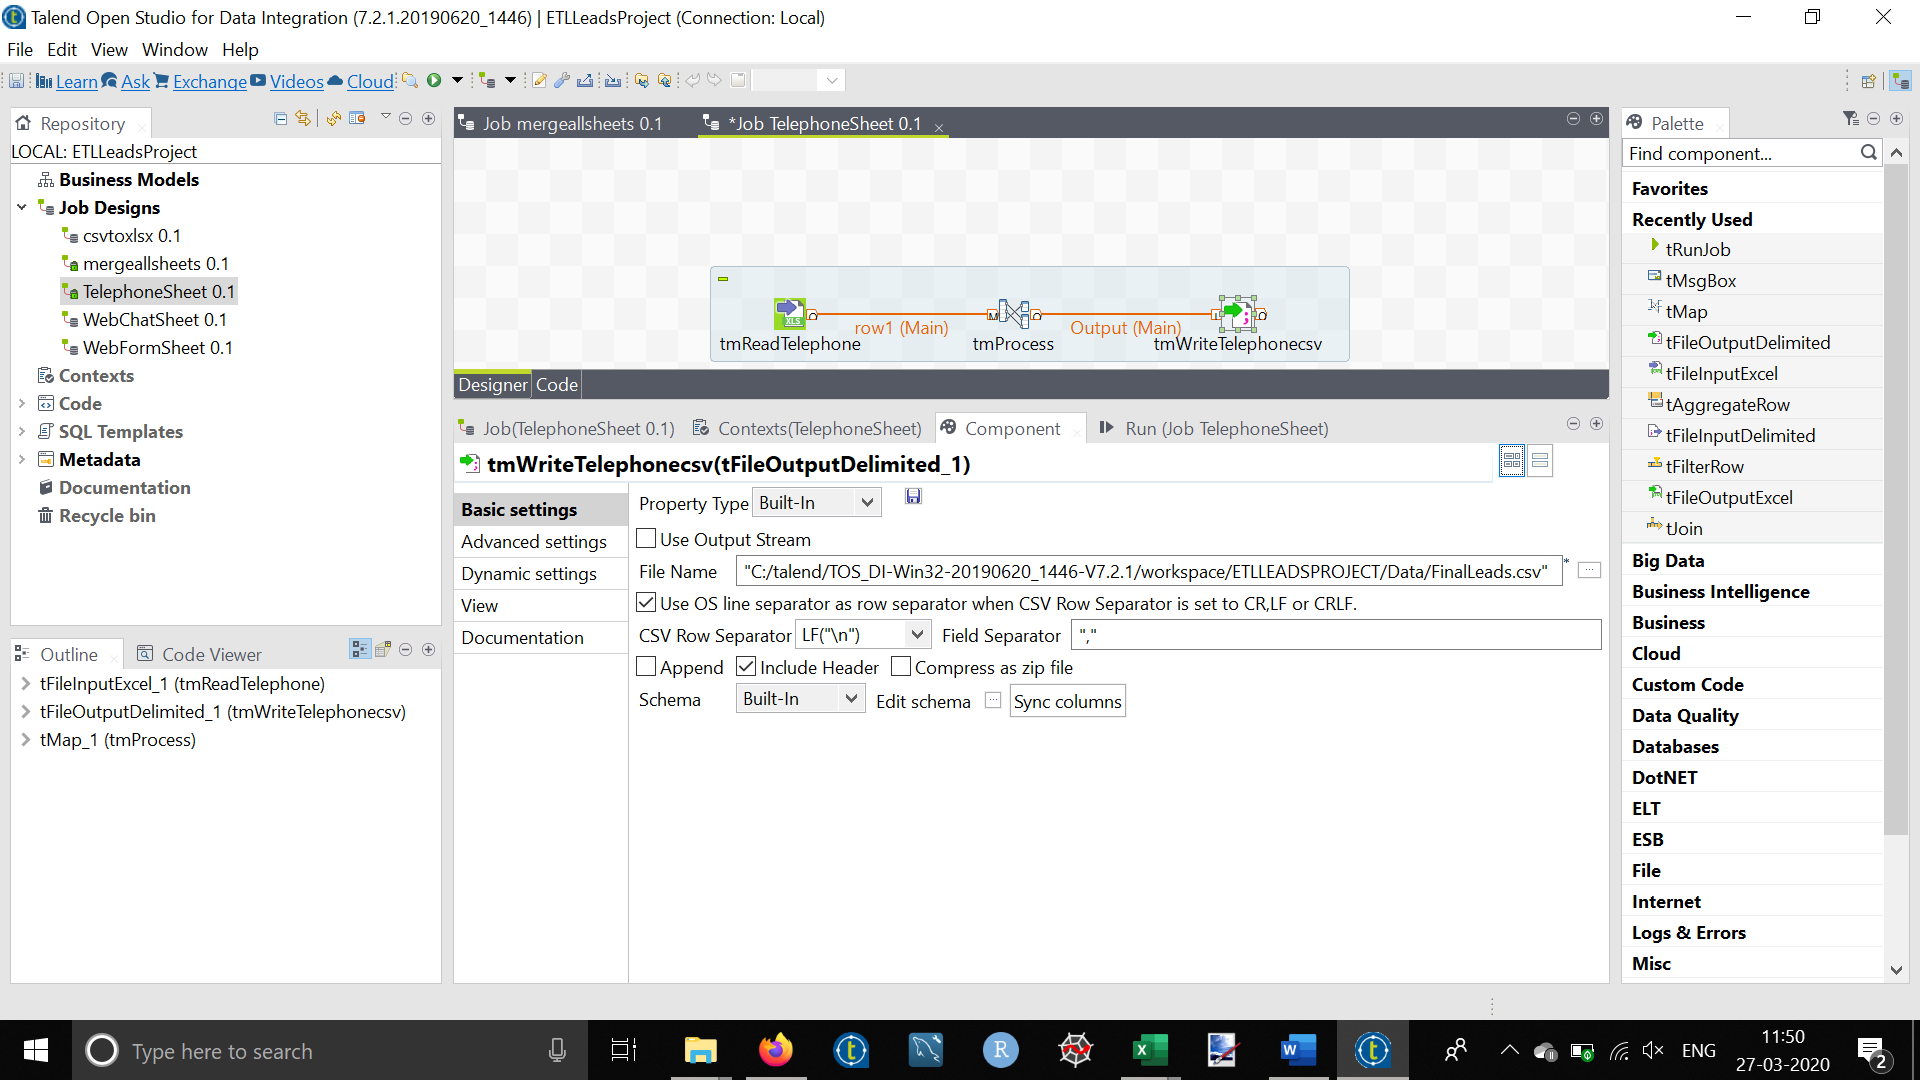 Talend Open Studio for Data Integration (7.2.1.20190620_1446) | ETLLeadsProject (Connection: Local)
File Edit View Window Help
Learn Ask Exchange Videos Cloud
Repository
LOCAL: ETLLeadsProject
Business Models
Job Designs
csvtoxlsx 0.1
mergeallsheets 0.1
TelephoneSheet 0.1
WebChatSheet 0.1
WebFormSheet 0.1
Contexts
Code
SQL Templates
Metadata
Documentation
Recycle bin
Outline Code Viewer
tFileInputExcel_1 (tmReadTelephone)
tFileOutputDelimited_1 (tmWriteTelephonecsv)
tMap_1 (tmProcess)
Job mergeallsheets 0.1 *Job TelephoneSheet 0.1
row1 (Main) Output (Main)
tmReadTelephone tmProcess tmWriteTelephonecsv
Designer Code
Job(TelephoneSheet 0.1) Contexts(TelephoneSheet) Component Run (Job TelephoneSheet)
tmWriteTelephonecsv(tFileOutputDelimited_1)
Basic settings
Advanced settings
Dynamic settings
View
Documentation
Property Type Built-In
Use Output Stream
File Name "C:/talend/TOS_DI-Win32-20190620_1446-V7.2.1/workspace/ETLLEADSPROJECT/Data/FinalLeads.csv" *
Use OS line separator as row separator when CSV Row Separator is set to CR,LF or CRLF.
CSV Row Separator LF("\n") Field Separator ","
Append Include Header Compress as zip file
Schema Built-In Edit schema Sync columns
Palette
Find component...
Favorites
Recently Used
tRunJob
tMsgBox
tMap
tFileOutputDelimited
tFileInputExcel
tAggregateRow
tFileInputDelimited
tFilterRow
tFileOutputExcel
tJoin
Big Data
Business Intelligence
Business
Cloud
Custom Code
Data Quality
Databases
DotNET
ELT
ESB
File
Internet
Logs & Errors
Misc
Type here to search
ENG
11:50
27-03-2020
2